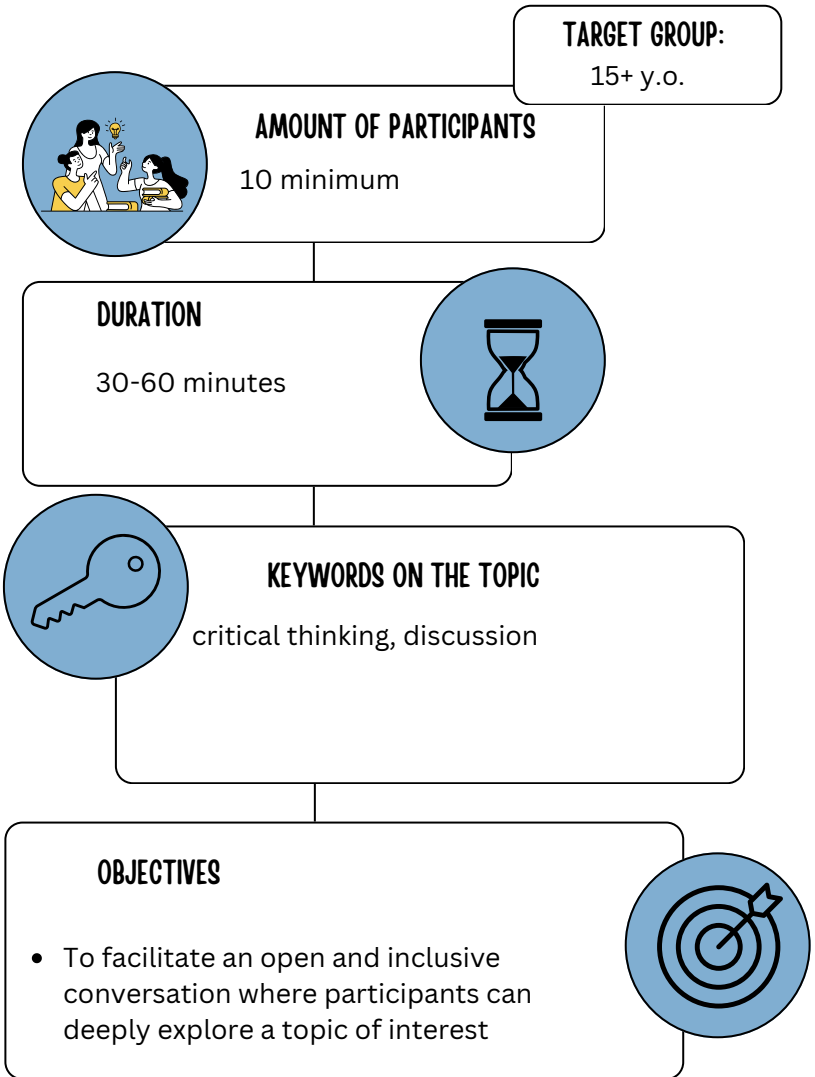 TARGET GROUP:
15+ y.o.
AMOUNT OF PARTICIPANTS
10 minimum
DURATION
30-60 minutes
KEYWORDS ON THE TOPIC
critical thinking, discussion
OBJECTIVES
• To facilitate an open and inclusive
conversation where participants can
deeply explore a topic of interest